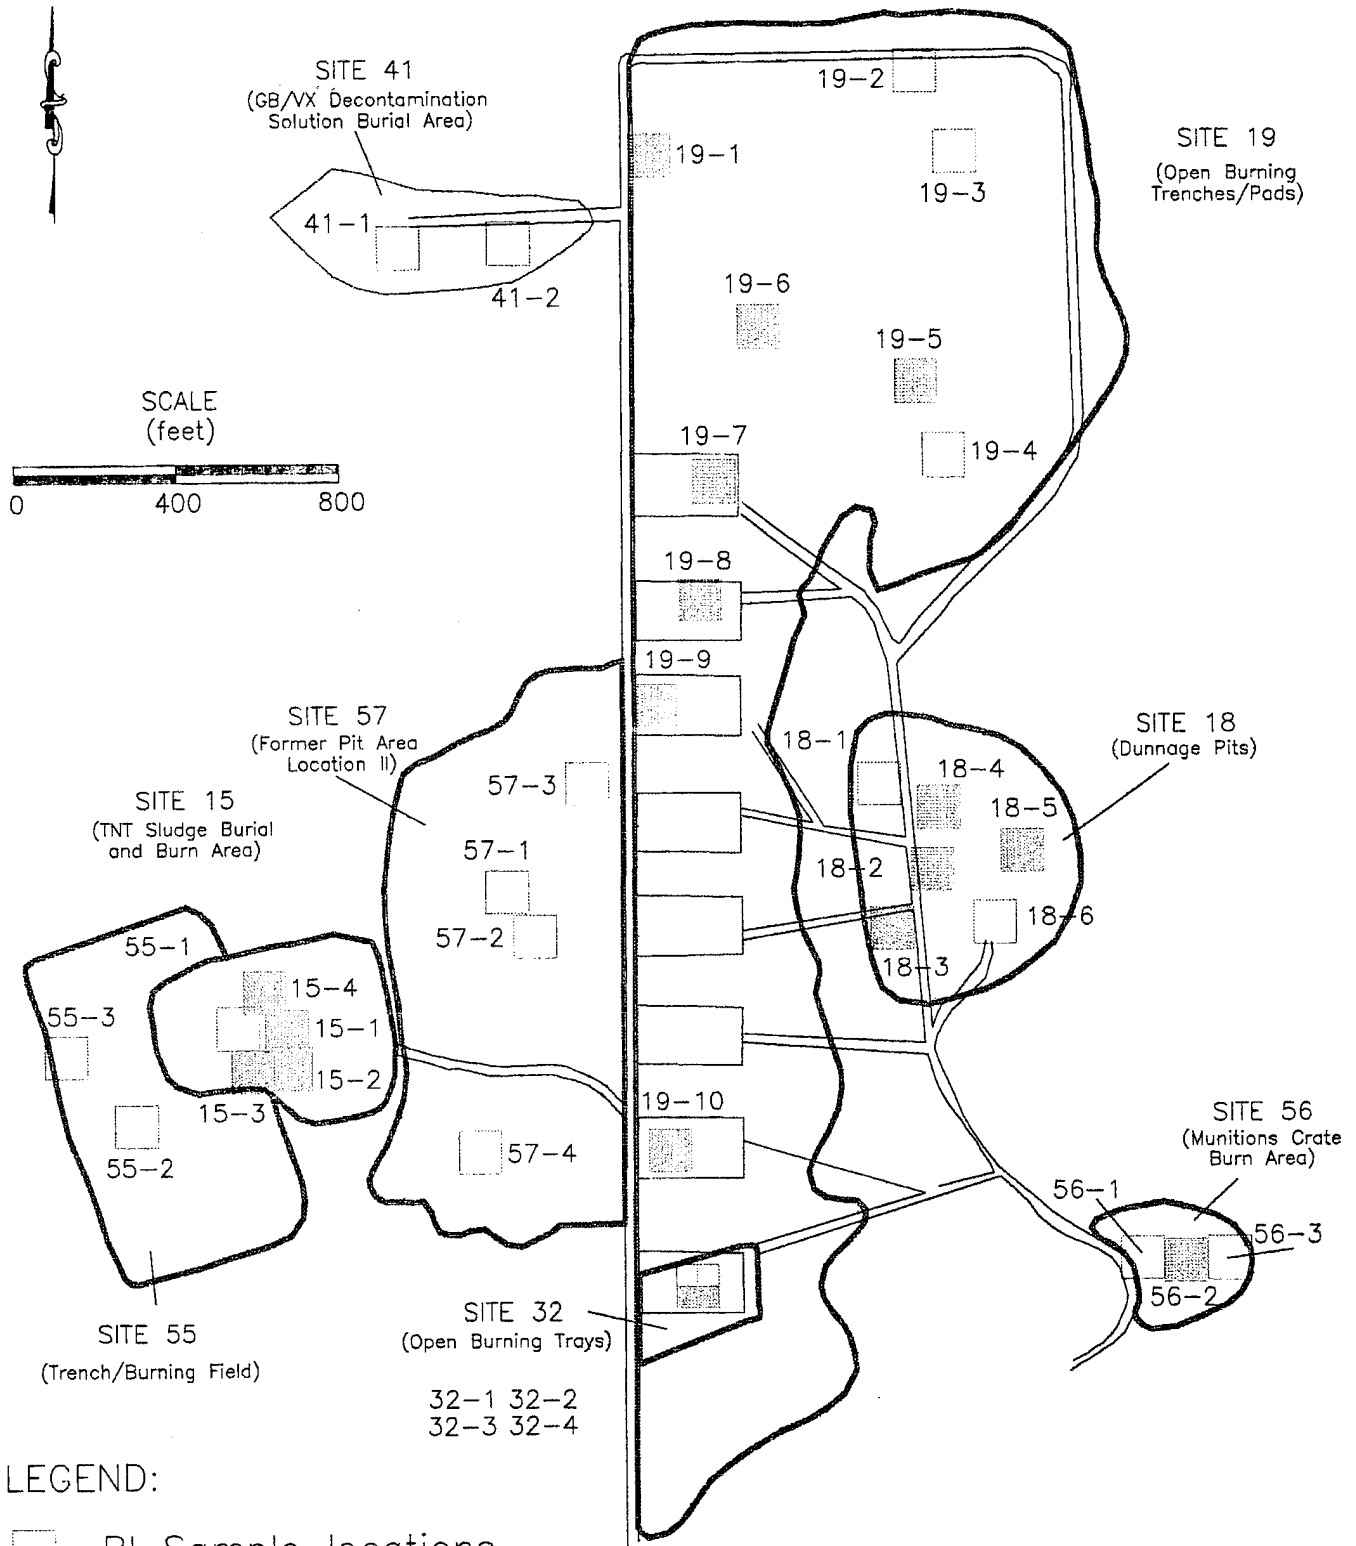 SITE 41
(GB/VX Decontamination
Solution Burial Area)
41-1
41-2
19-2
19-1
19-3
SITE 19
(Open Burning
Trenches/Pads)
19-6
19-5
19-4
19-7
19-8
19-9
SCALE
(feet)
0 400 800
SITE 57
(Former Pit Area
Location II)
57-3
57-1
57-2
57-4
18-1
18-4
18-5
18-2
18-6
18-3
SITE 18
(Dunnage Pits)
SITE 15
(TNT Sludge Burial
and Burn Area)
55-1
55-3
55-2
15-4
15-1
15-2
15-3
19-10
SITE 56
(Munitions Crate
Burn Area)
56-1
56-3
56-2
SITE 55
(Trench/Burning Field)
SITE 32
(Open Burning Trays)
32-1 32-2
32-3 32-4
LEGEND:
RI Sample locations